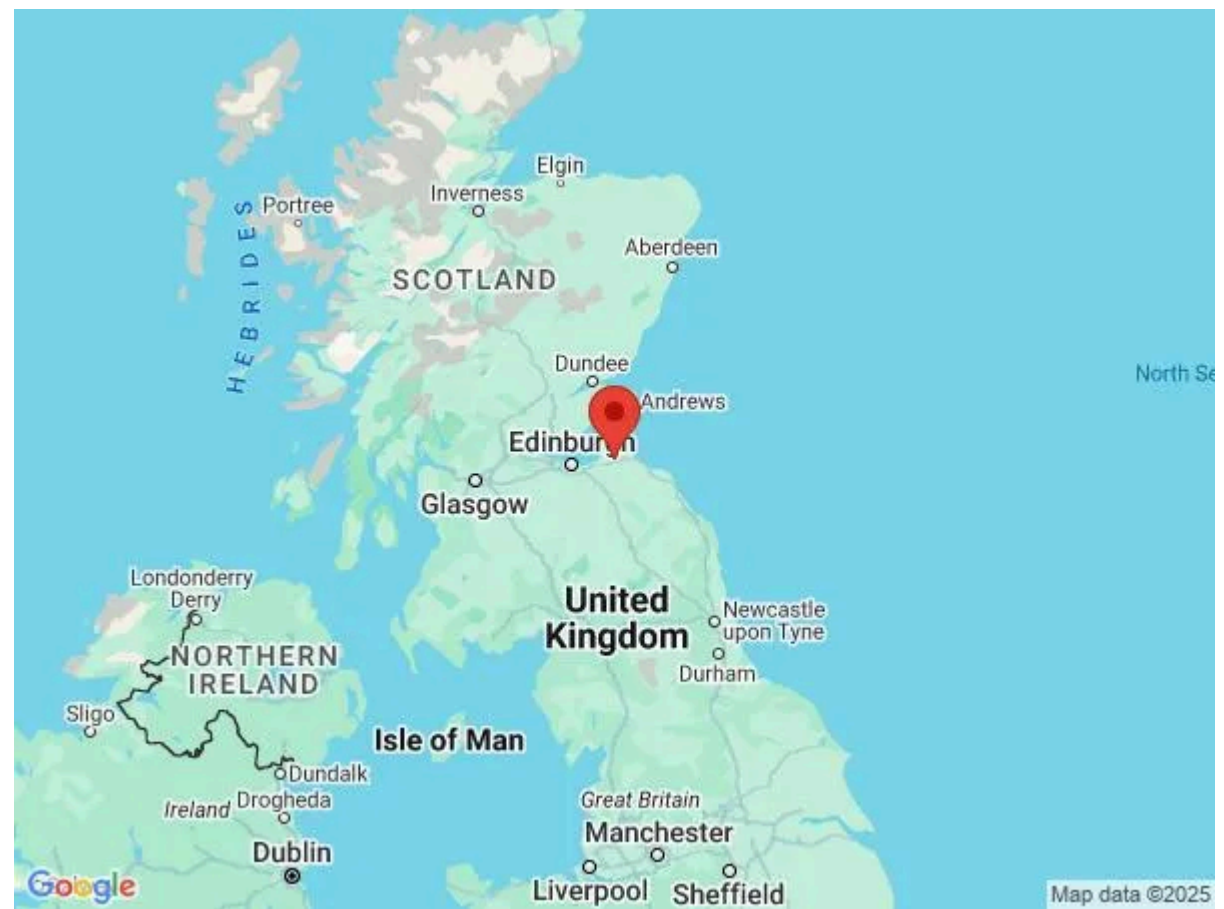 Elgin
Inverness
Portree
HEBRIDES
Aberdeen
SCOTLAND
Dundee
North Se
Andrews
Edinburgh
Glasgow
Londonderry
Derry
United
Kingdom
Newcastle
upon Tyne
NORTHERN
IRELAND
Durham
Sligo
Isle of Man
Dundalk
Ireland
Drogheda
Great Britain
Manchester
Dublin
Liverpool
Sheffield
Google
Map data ©2025